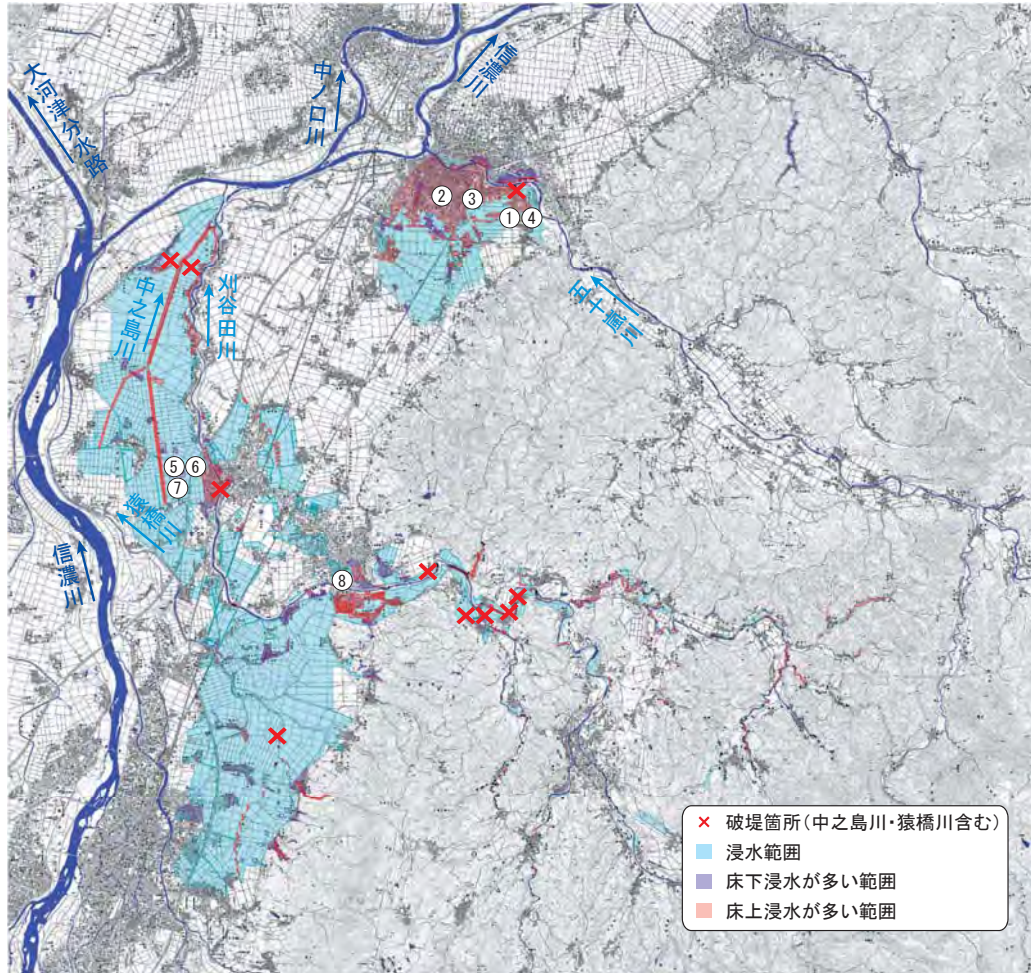 大河津分水路
中ノ口川
信濃川
②
③
①
④
五十嵐川
中之島川
刈谷田川
⑤
⑥
⑦
猿橋川
信濃川
⑧
破堤箇所(中之島川・猿橋川含む)
浸水範囲
床下浸水が多い範囲
床上浸水が多い範囲